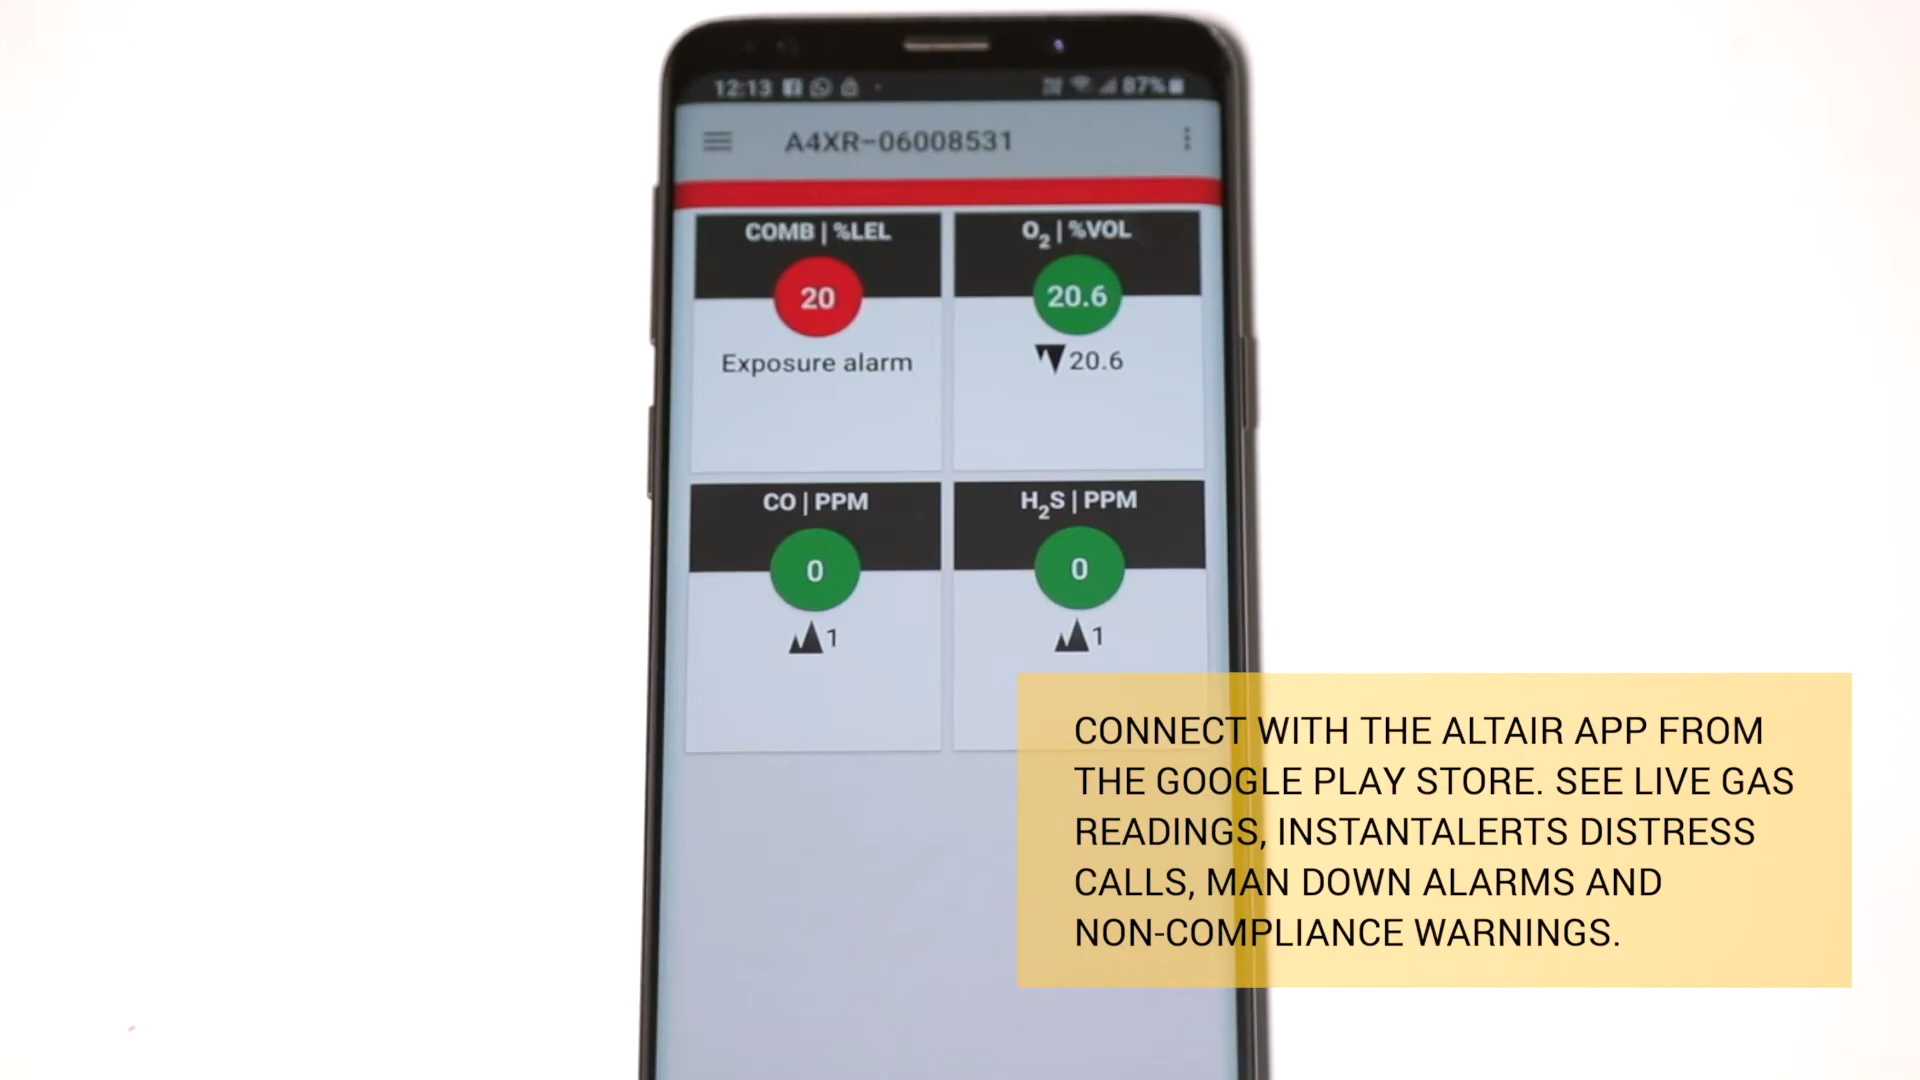 12:13
87%
A4XR-06008531
COMB | %LEL
20
Exposure alarm
O2 | %VOL
20.6
20.6
CO | PPM
0
1
H2S | PPM
0
1
CONNECT WITH THE ALTAIR APP FROM
THE GOOGLE PLAY STORE. SEE LIVE GAS
READINGS, INSTANTALERTS DISTRESS
CALLS, MAN DOWN ALARMS AND
NON-COMPLIANCE WARNINGS.